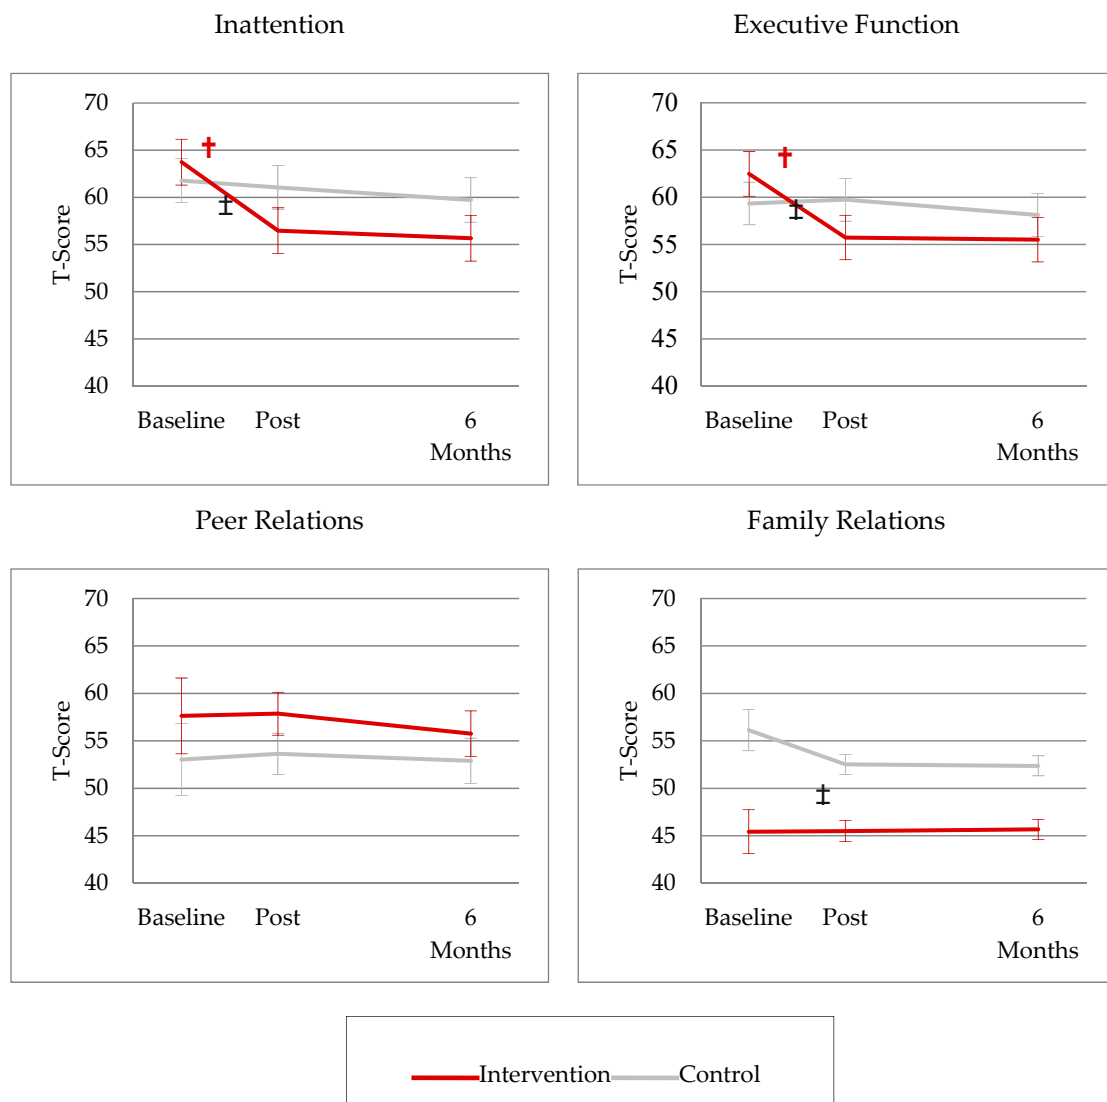 Inattention
Executive Function
70
65
60
55
50
45
40
T-Score
†
‡
Baseline Post 6
Months
70
65
60
55
50
45
40
T-Score
†
‡
Baseline Post 6
Months
Peer Relations
Family Relations
70
65
60
55
50
45
40
T-Score
Baseline Post 6
Months
70
65
60
55
50
45
40
T-Score
‡
Baseline Post 6
Months
Intervention Control